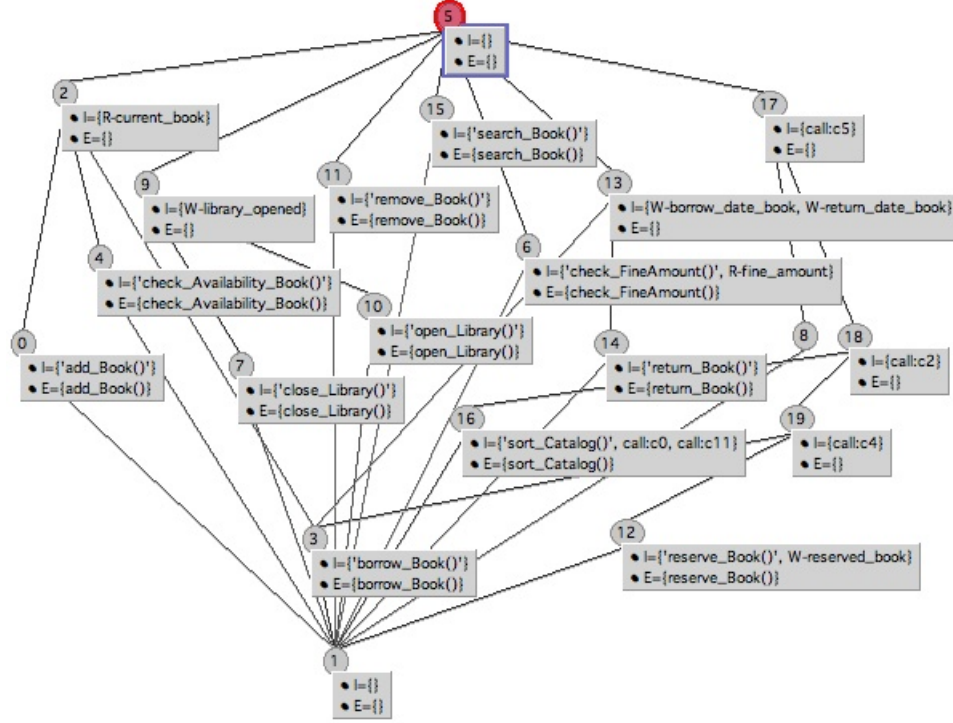 5
I={}
E={}
2
I={R-current_book}
E={}
15
I={'search_Book()'}
E={search_Book()}
17
I={call:c5}
E={}
9
I={W-library_opened}
E={}
11
I={'remove_Book()'}
E={remove_Book()}
13
I={W-borrow_date_book, W-return_date_book}
E={}
4
I={'check_Availability_Book()'}
E={check_Availability_Book()}
6
I={'check_FineAmount()', R-fine_amount}
E={check_FineAmount()}
10
I={'open_Library()'}
E={open_Library()}
0
I={'add_Book()'}
E={add_Book()}
7
I={'close_Library()'}
E={close_Library()}
14
I={'return_Book()'}
E={return_Book()}
8
18
I={call:c2}
E={}
16
I={'sort_Catalog()', call:c0, call:c11}
E={sort_Catalog()}
19
I={call:c4}
E={}
3
I={'borrow_Book()'}
E={borrow_Book()}
12
I={'reserve_Book()', W-reserved_book}
E={reserve_Book()}
1
I={}
E={}